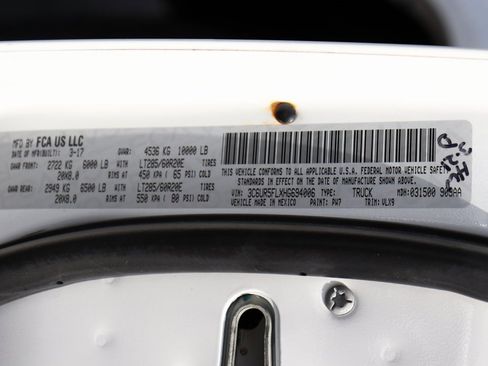 MFD BY FCA US LLC
DATE OF MFR(BUILT): 3-17 GVWR: 4536 KG 10000 LB
GAWR FRONT: 2722 KG 6000 LB WITH LT285/60R20E TIRES
20X8.0 RIMS AT 450 KPA ( 65 PSI) COLD
GAWR REAR: 2949 KG 6500 LB WITH LT285/60R20E TIRES
20X8.0 RIMS AT 550 KPA ( 80 PSI) COLD
THIS VEHICLE CONFORMS TO ALL APPLICABLE U.S.A. FEDERAL MOTOR VEHICLE SAFETY
STANDARDS IN EFFECT ON THE DATE OF MANUFACTURE SHOWN ABOVE.
VIN: 3C6UR5FLXHG694006 TYPE: TRUCK MDH: 031500 909AA
VEHICLE MADE IN MEXICO PAINT: PW7 TRIM: VLX9